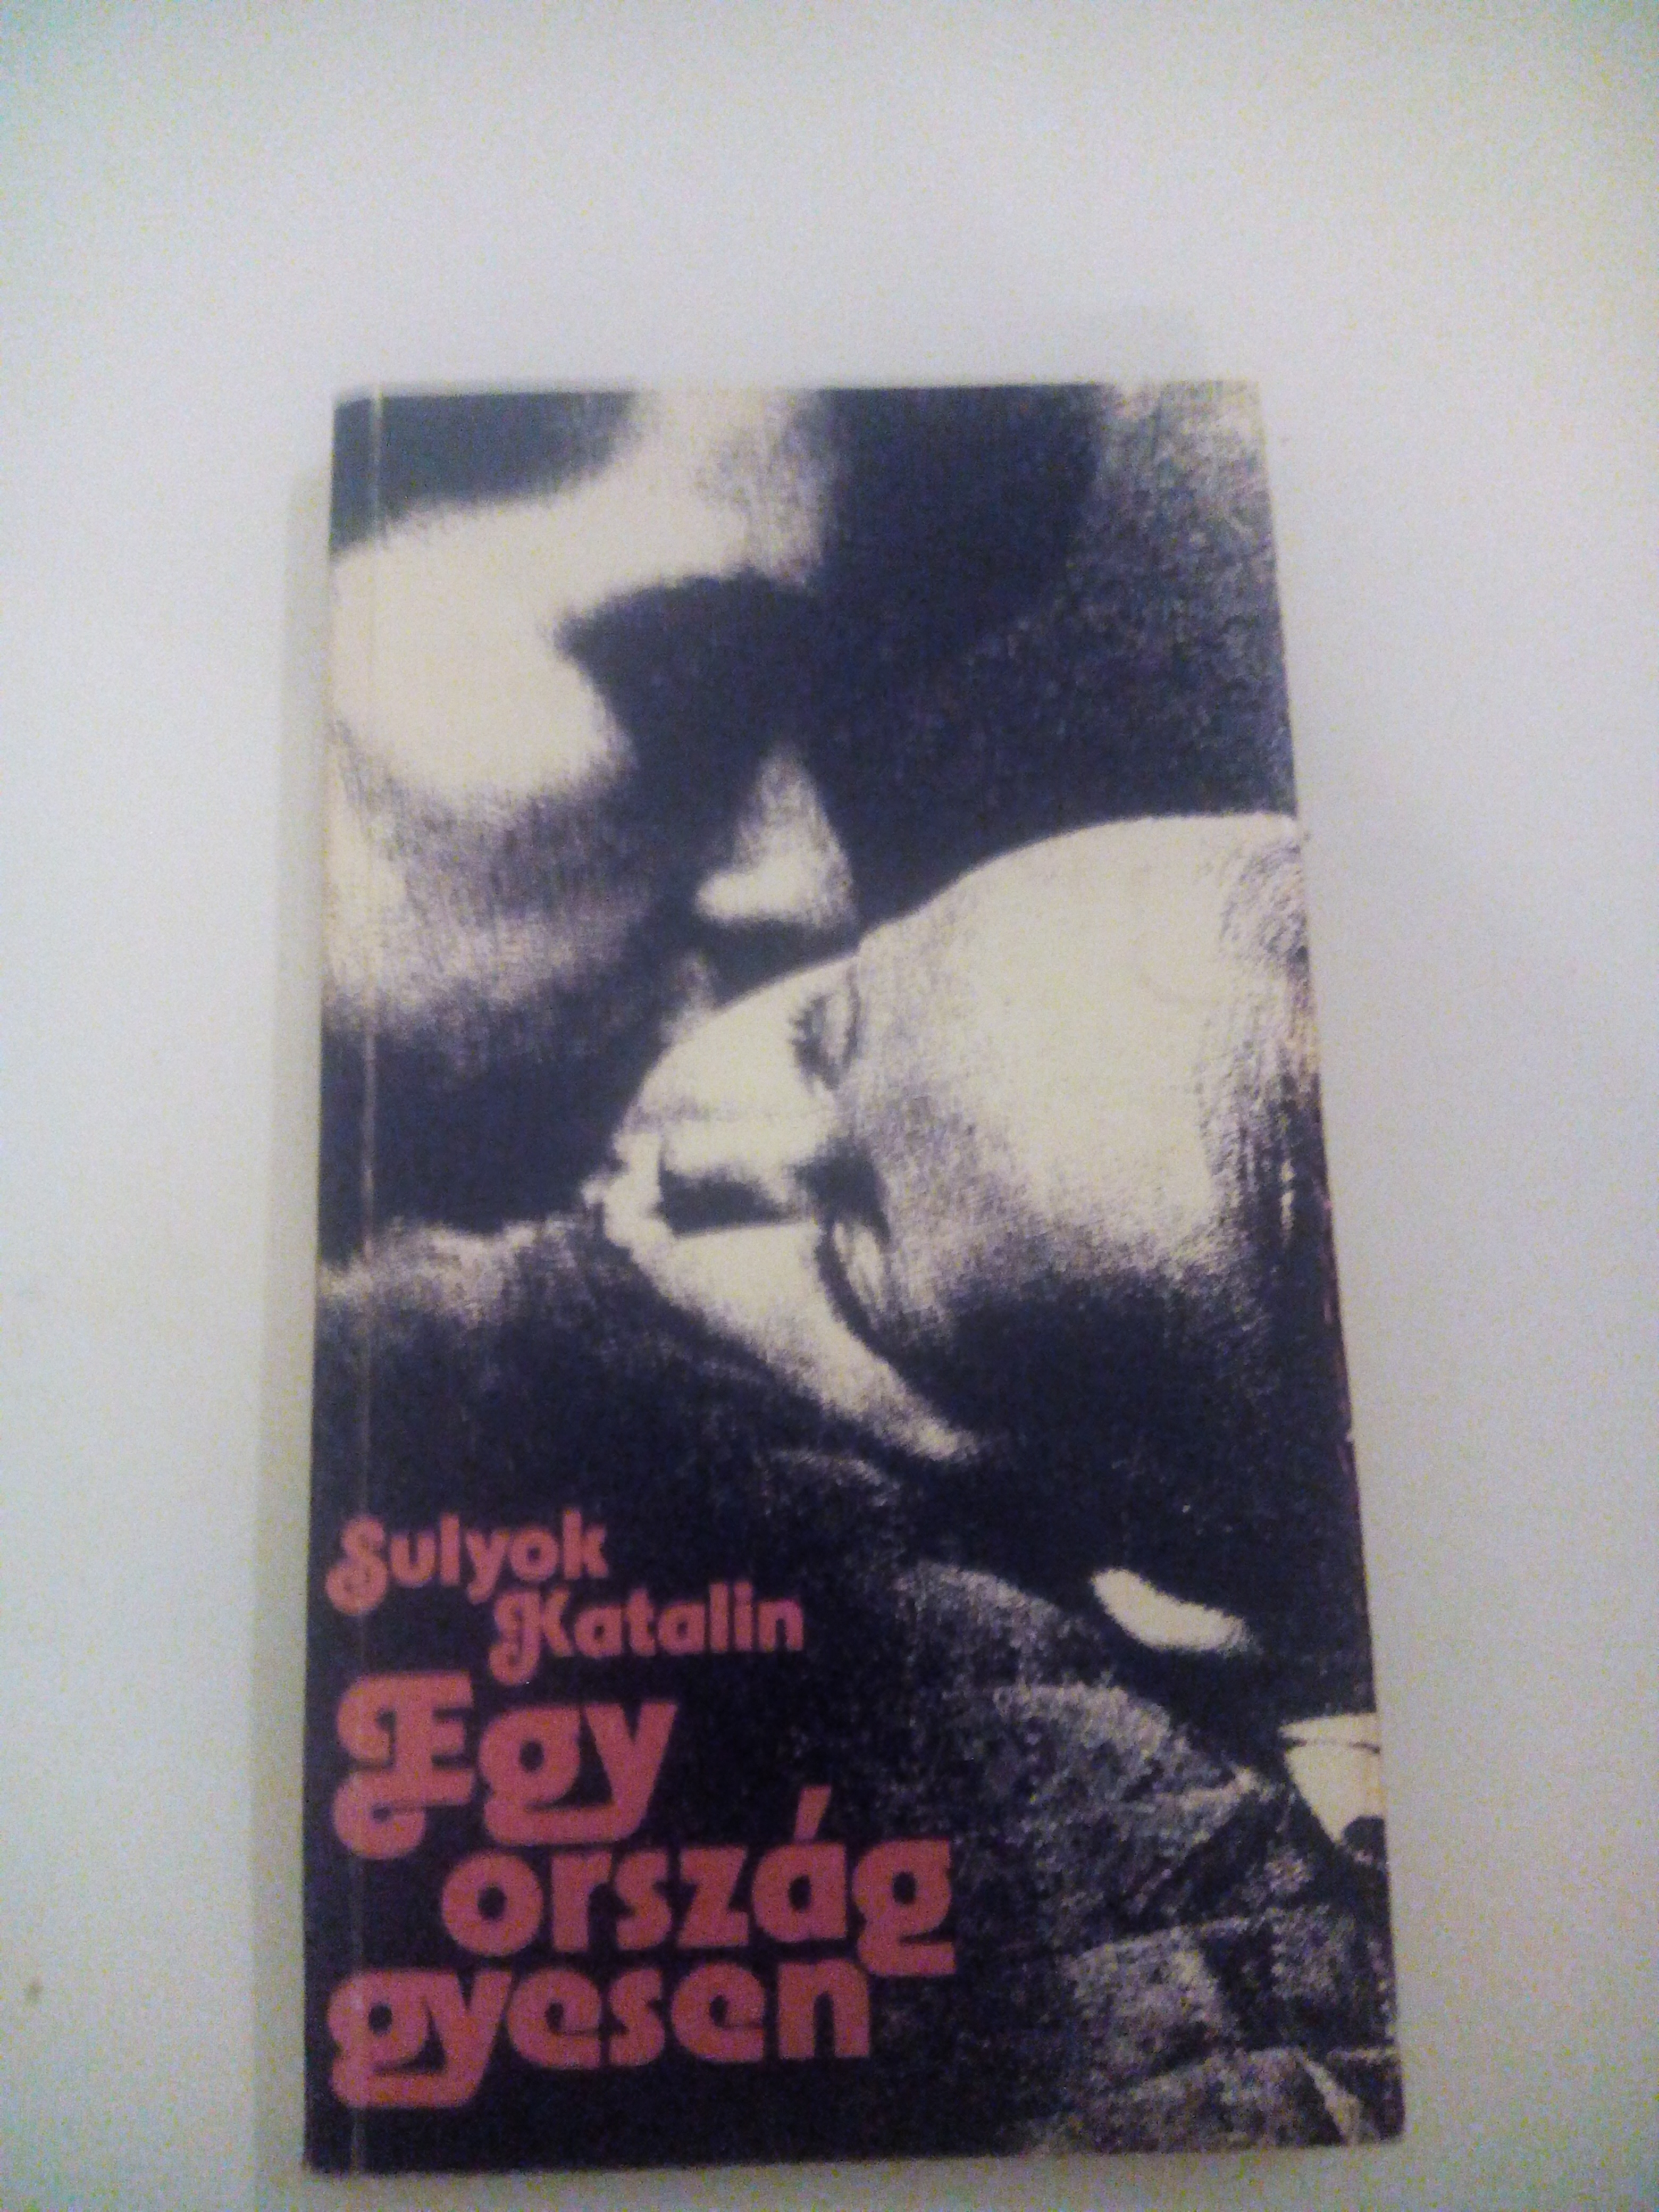 Sulyok
Katalin
Egy
ország
gyesen